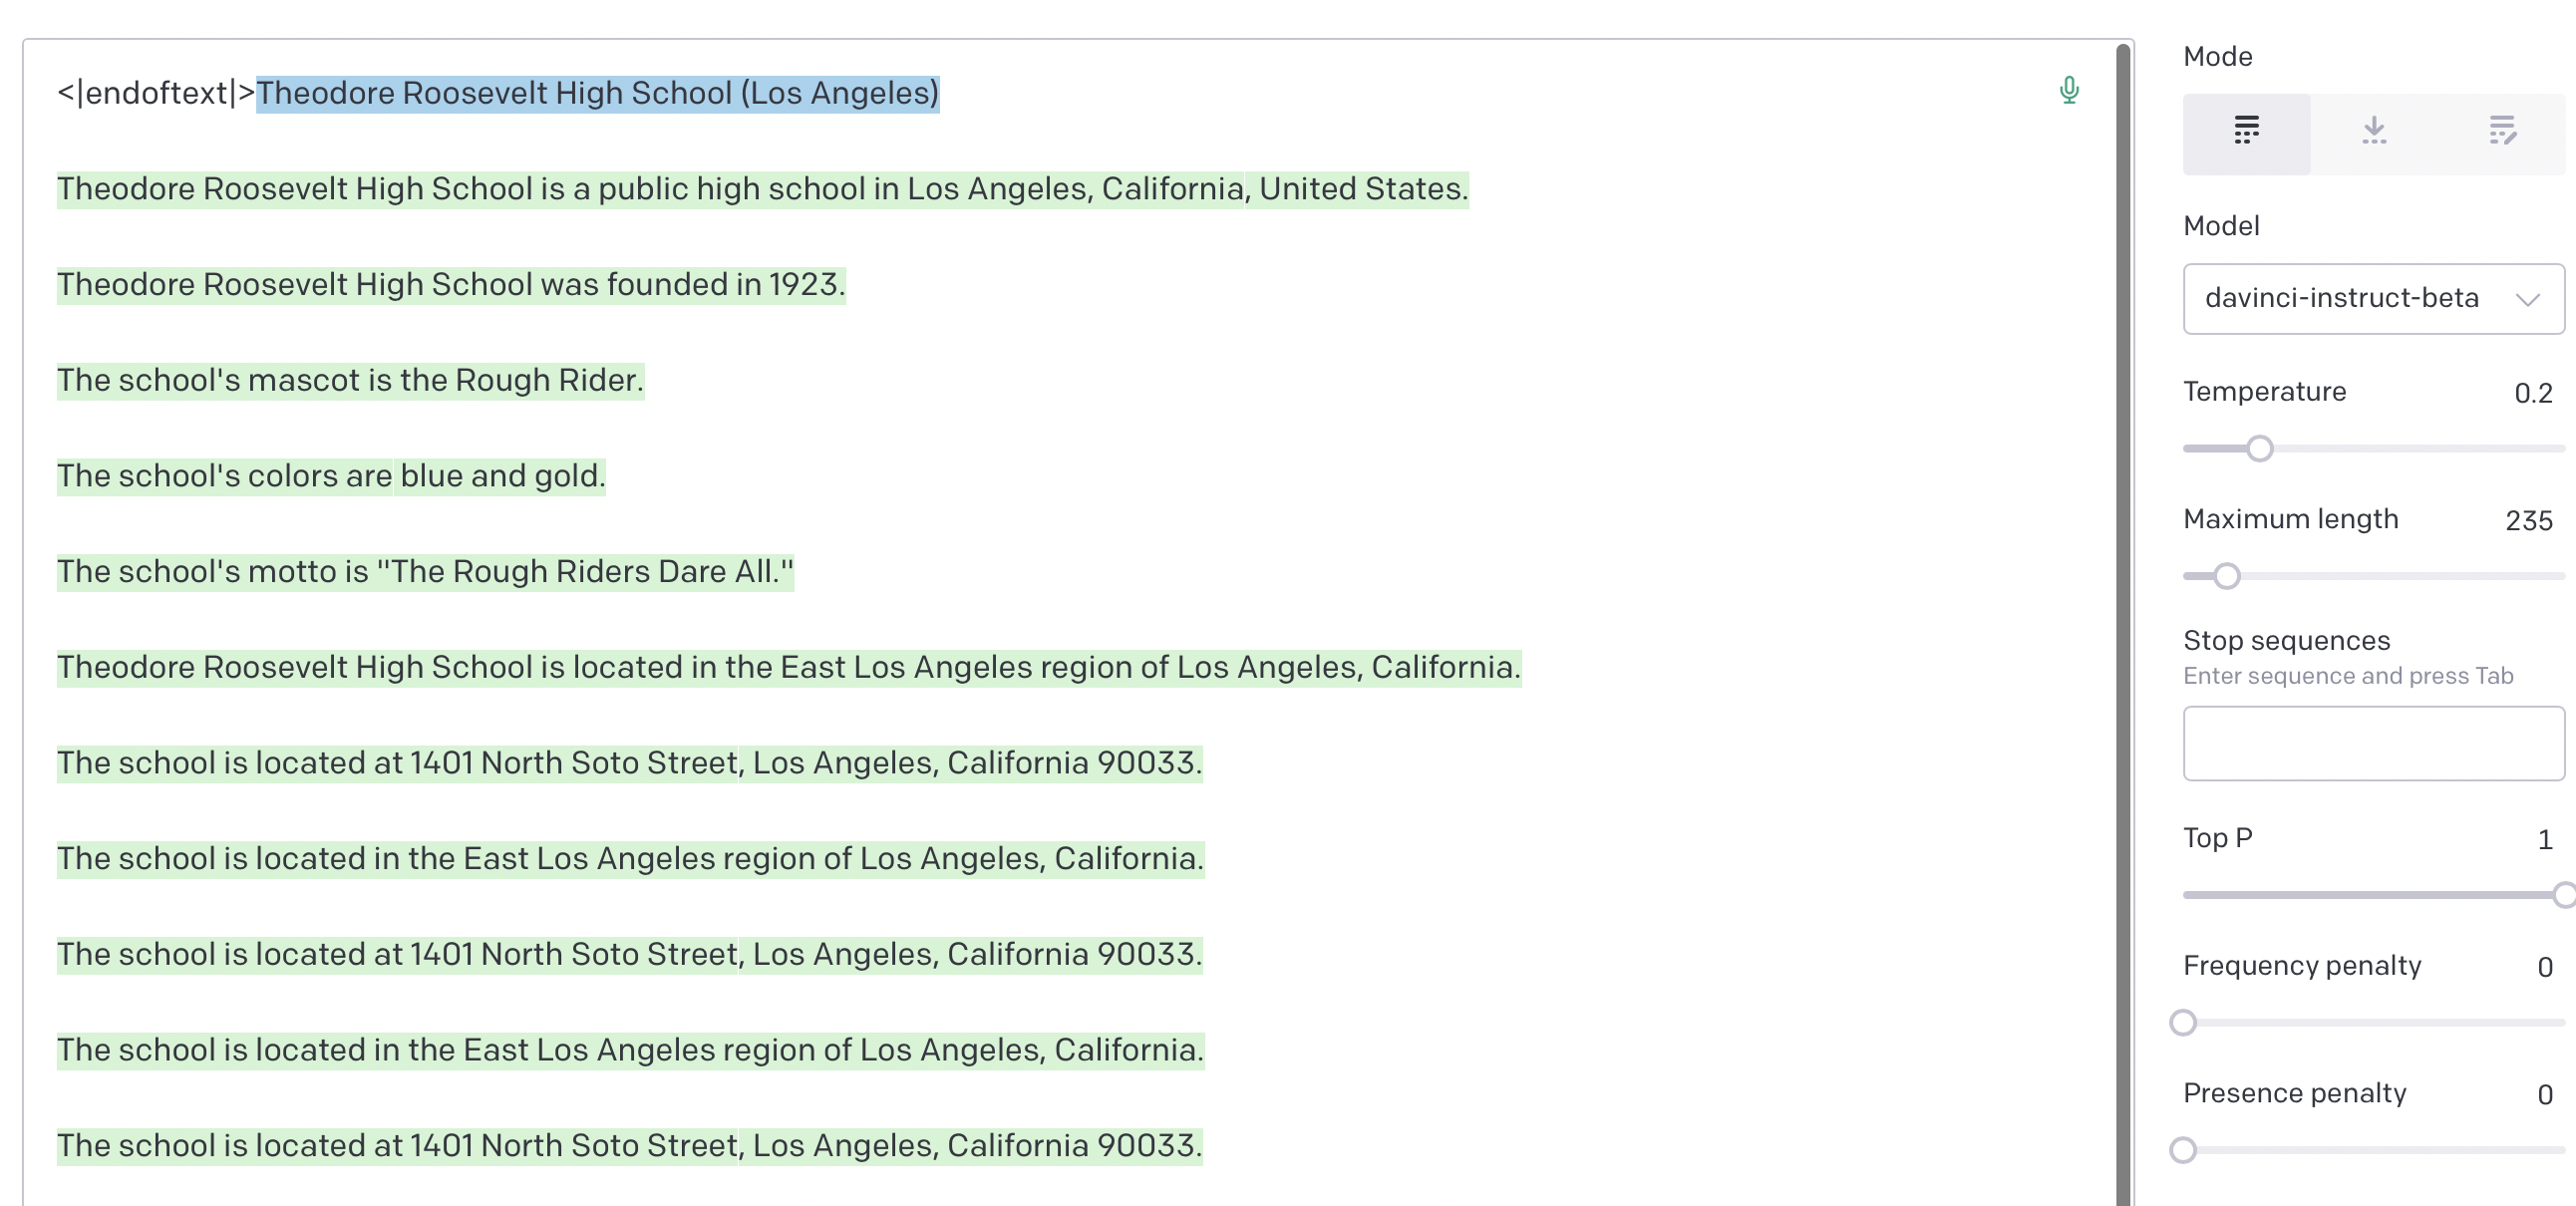 <|endoftext|>Theodore Roosevelt High School (Los Angeles)
Theodore Roosevelt High School is a public high school in Los Angeles, California, United States.
Theodore Roosevelt High School was founded in 1923.
The school's mascot is the Rough Rider.
The school's colors are blue and gold.
The school's motto is "The Rough Riders Dare All."
Theodore Roosevelt High School is located in the East Los Angeles region of Los Angeles, California.
The school is located at 1401 North Soto Street, Los Angeles, California 90033.
The school is located in the East Los Angeles region of Los Angeles, California.
The school is located at 1401 North Soto Street, Los Angeles, California 90033.
The school is located in the East Los Angeles region of Los Angeles, California.
The school is located at 1401 North Soto Street, Los Angeles, California 90033.
Mode
Model
davinci-instruct-beta
Temperature 0.2
Maximum length 235
Stop sequences
Enter sequence and press Tab
Top P 1
Frequency penalty 0
Presence penalty 0